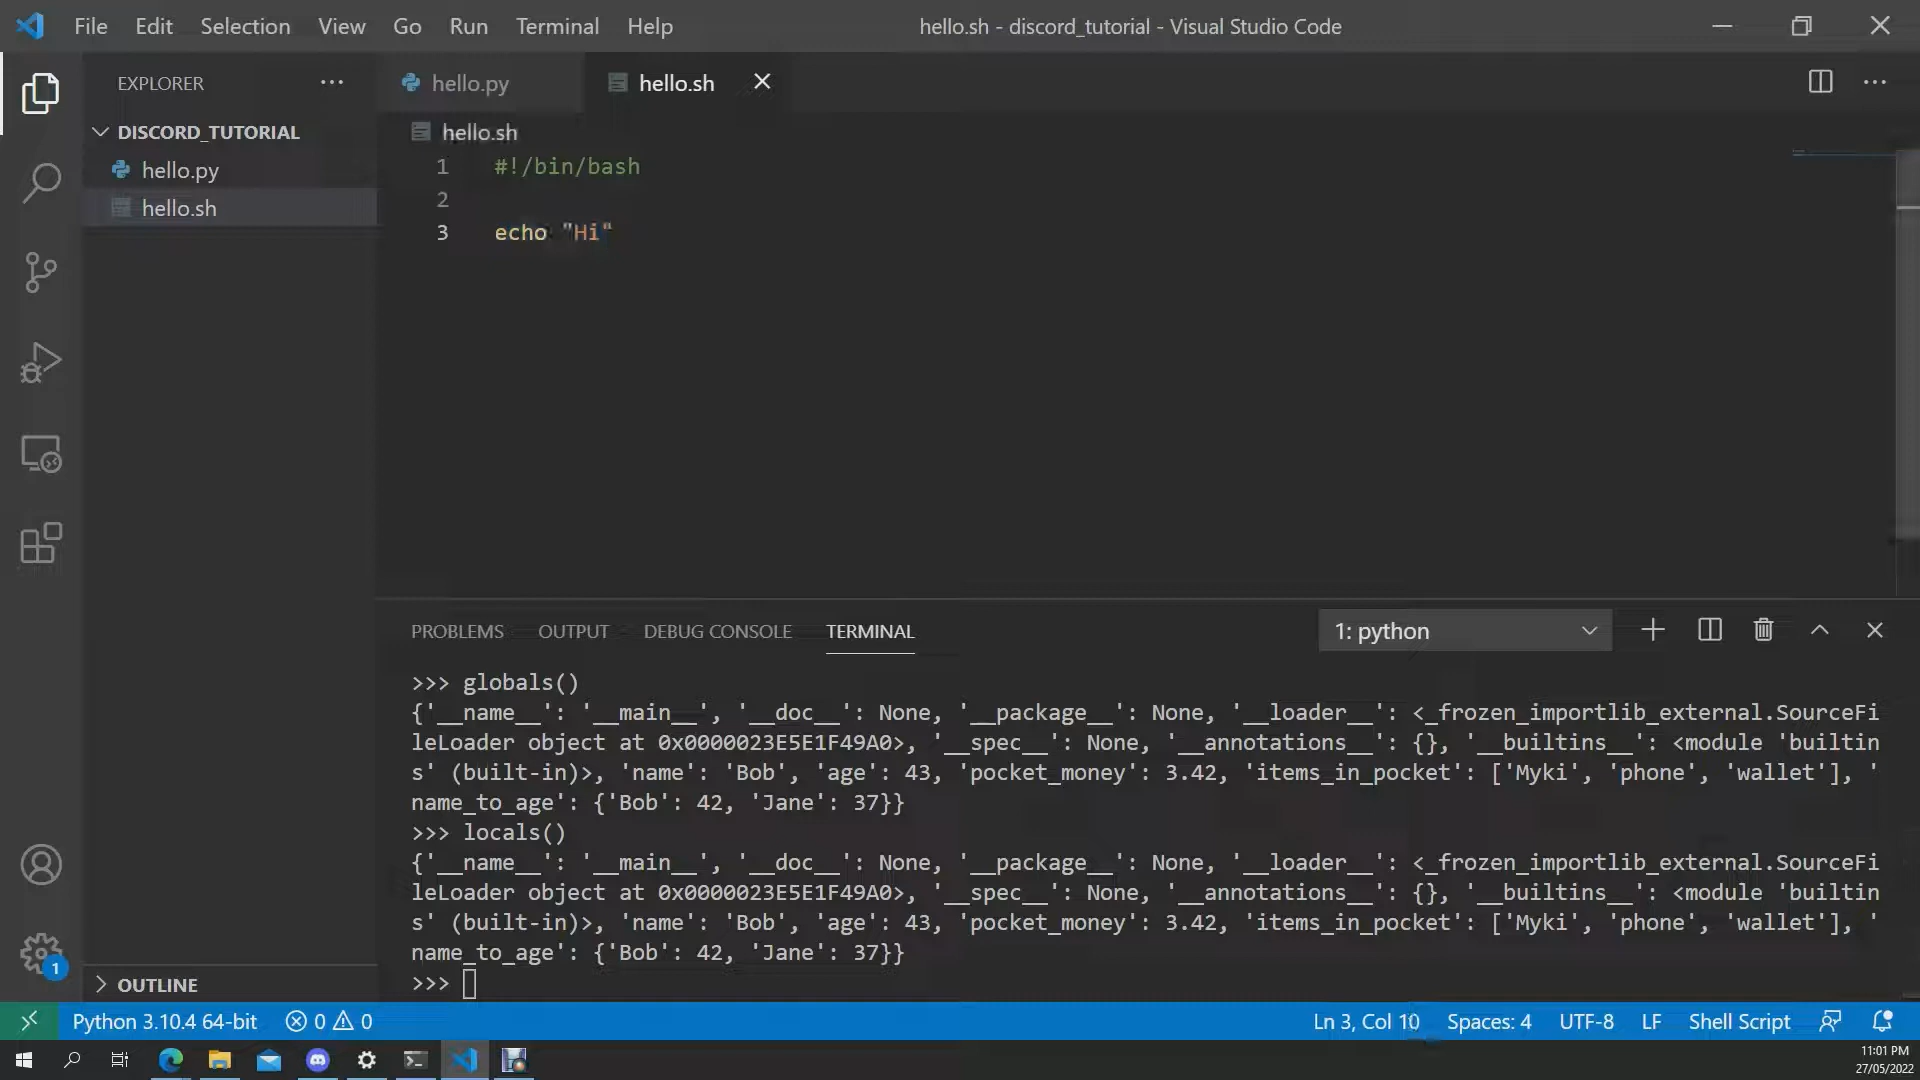 File Edit Selection View Go Run Terminal Help
hello.sh - discord_tutorial - Visual Studio Code
EXPLORER
hello.py
hello.sh
DISCORD_TUTORIAL
hello.py
hello.sh
OUTLINE
hello.sh
1 #!/bin/bash
2
3 echo "Hi"
PROBLEMS OUTPUT DEBUG CONSOLE TERMINAL
1: python
>>> globals()
{'__name__': '__main__', '__doc__': None, '__package__': None, '__loader__': <_frozen_importlib_external.SourceFi
leLoader object at 0x0000023E5E1F49A0>, '__spec__': None, '__annotations__': {}, '__builtins__': <module 'builtin
s' (built-in)>, 'name': 'Bob', 'age': 43, 'pocket_money': 3.42, 'items_in_pocket': ['Myki', 'phone', 'wallet'], '
name_to_age': {'Bob': 42, 'Jane': 37}}
>>> locals()
{'__name__': '__main__', '__doc__': None, '__package__': None, '__loader__': <_frozen_importlib_external.SourceFi
leLoader object at 0x0000023E5E1F49A0>, '__spec__': None, '__annotations__': {}, '__builtins__': <module 'builtin
s' (built-in)>, 'name': 'Bob', 'age': 43, 'pocket_money': 3.42, 'items_in_pocket': ['Myki', 'phone', 'wallet'], '
name_to_age': {'Bob': 42, 'Jane': 37}}
>>>
1
Python 3.10.4 64-bit 0 0
Ln 3, Col 10 Spaces: 4 UTF-8 LF Shell Script
11:01 PM
27/05/2022